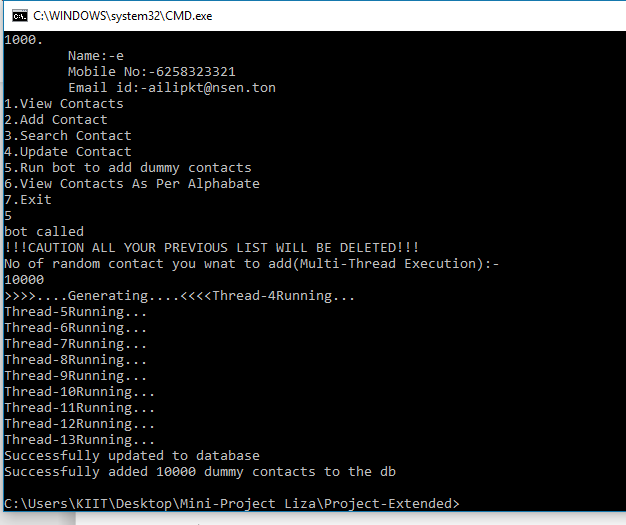 C:\WINDOWS\system32\CMD.exe
1000.
Name:-e
Mobile No:-6258323321
Email id:-ailipkt@nsen.ton
1.View Contacts
2.Add Contact
3.Search Contact
4.Update Contact
5.Run bot to add dummy contacts
6.View Contacts As Per Alphabate
7.Exit
5
bot called
!!!CAUTION ALL YOUR PREVIOUS LIST WILL BE DELETED!!!
No of random contact you wnat to add(Multi-Thread Execution):-
10000
>>>>....Generating....<<<<Thread-4Running...
Thread-5Running...
Thread-6Running...
Thread-7Running...
Thread-8Running...
Thread-9Running...
Thread-10Running...
Thread-11Running...
Thread-12Running...
Thread-13Running...
Successfully updated to database
Successfully added 10000 dummy contacts to the db
C:\Users\KIIT\Desktop\Mini-Project Liza\Project-Extended>